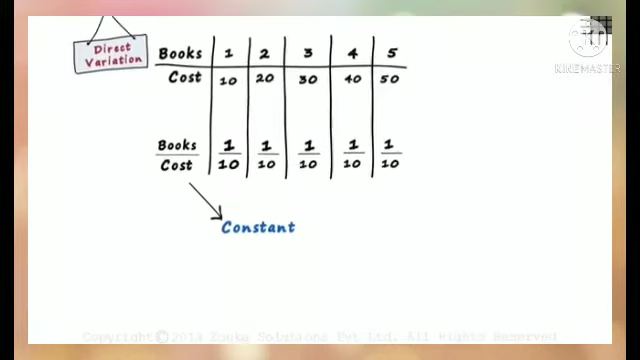 Direct
Variation
Books 1 2 3 4 5
Cost 10 20 30 40 50
Books 1 1 1 1 1
Cost 10 10 10 10 10
Constant
KINEMASTER
Copyright©2013 Zonka Solutions Pvt Ltd. All Rights Reserved